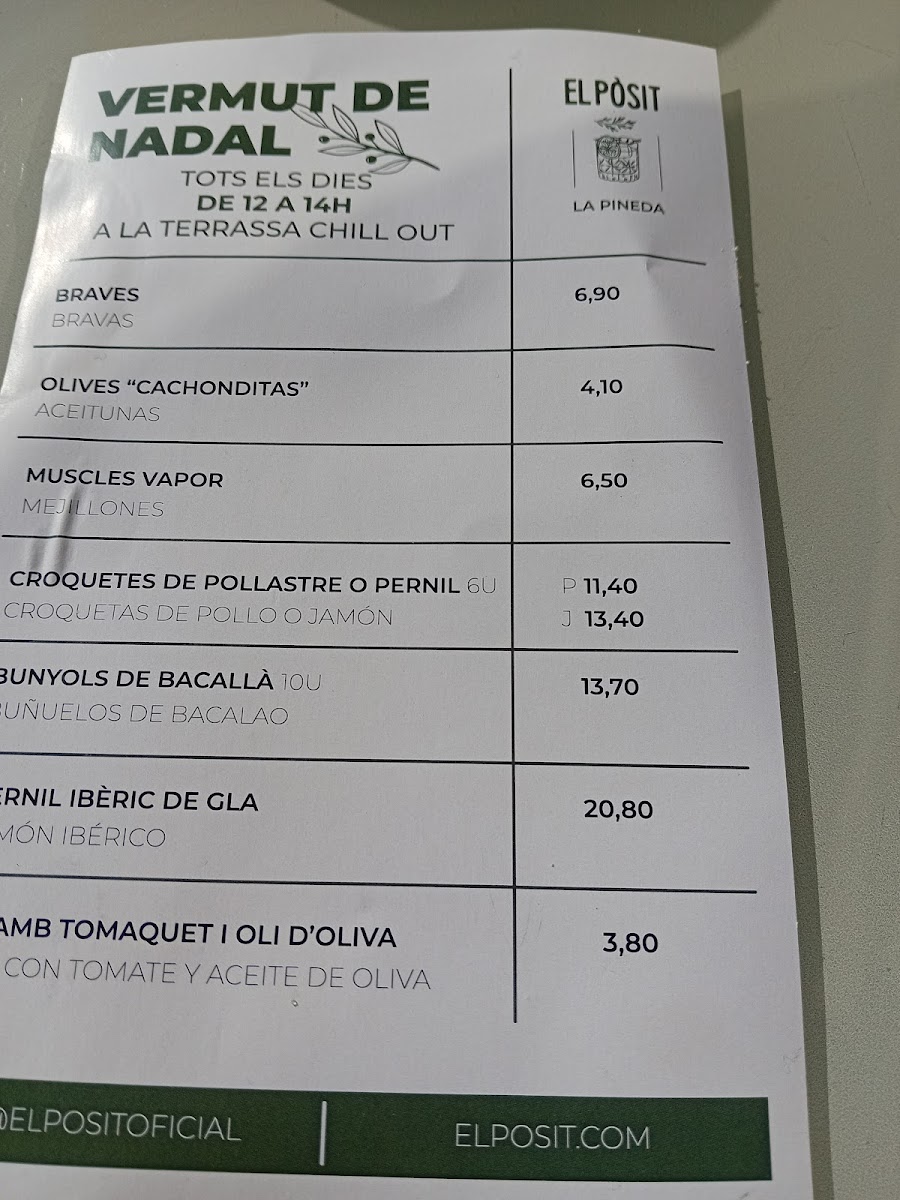 VERMUT DE
NADAL
TOTS ELS DIES
DE 12 A 14H
A LA TERRASSA CHILL OUT
EL PÒSIT
LA PINEDA
BRAVES
BRAVAS
6,90
OLIVES “CACHONDITAS”
ACEITUNAS
4,10
MUSCLES VAPOR
MEJILLONES
6,50
CROQUETES DE POLLASTRE O PERNIL 6U
CROQUETAS DE POLLO O JAMÓN
P 11,40
J 13,40
BUNYOLS DE BACALLÀ 10U
BUÑUELOS DE BACALAO
13,70
ERNIL IBÈRIC DE GLA
MÓN IBÉRICO
20,80
AMB TOMAQUET I OLI D’OLIVA
CON TOMATE Y ACEITE DE OLIVA
3,80
@ELPOSITOFICIAL
ELPOSIT.COM